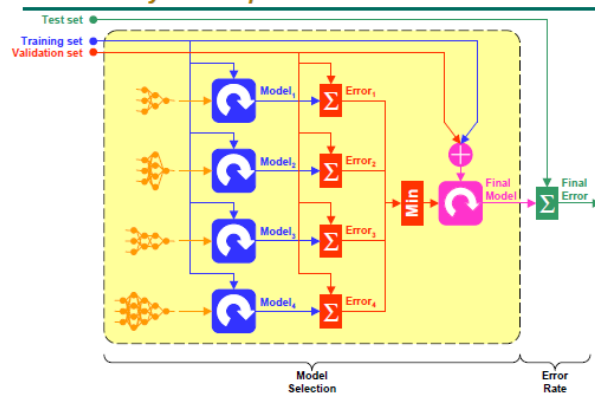 Test set
Training set
Validation set
Model1
Error1
Σ
Model2
Error2
Σ
Min
Final
Model
Final
Error
Σ
Model3
Error3
Σ
Model4
Error4
Σ
Model
Selection
Error
Rate